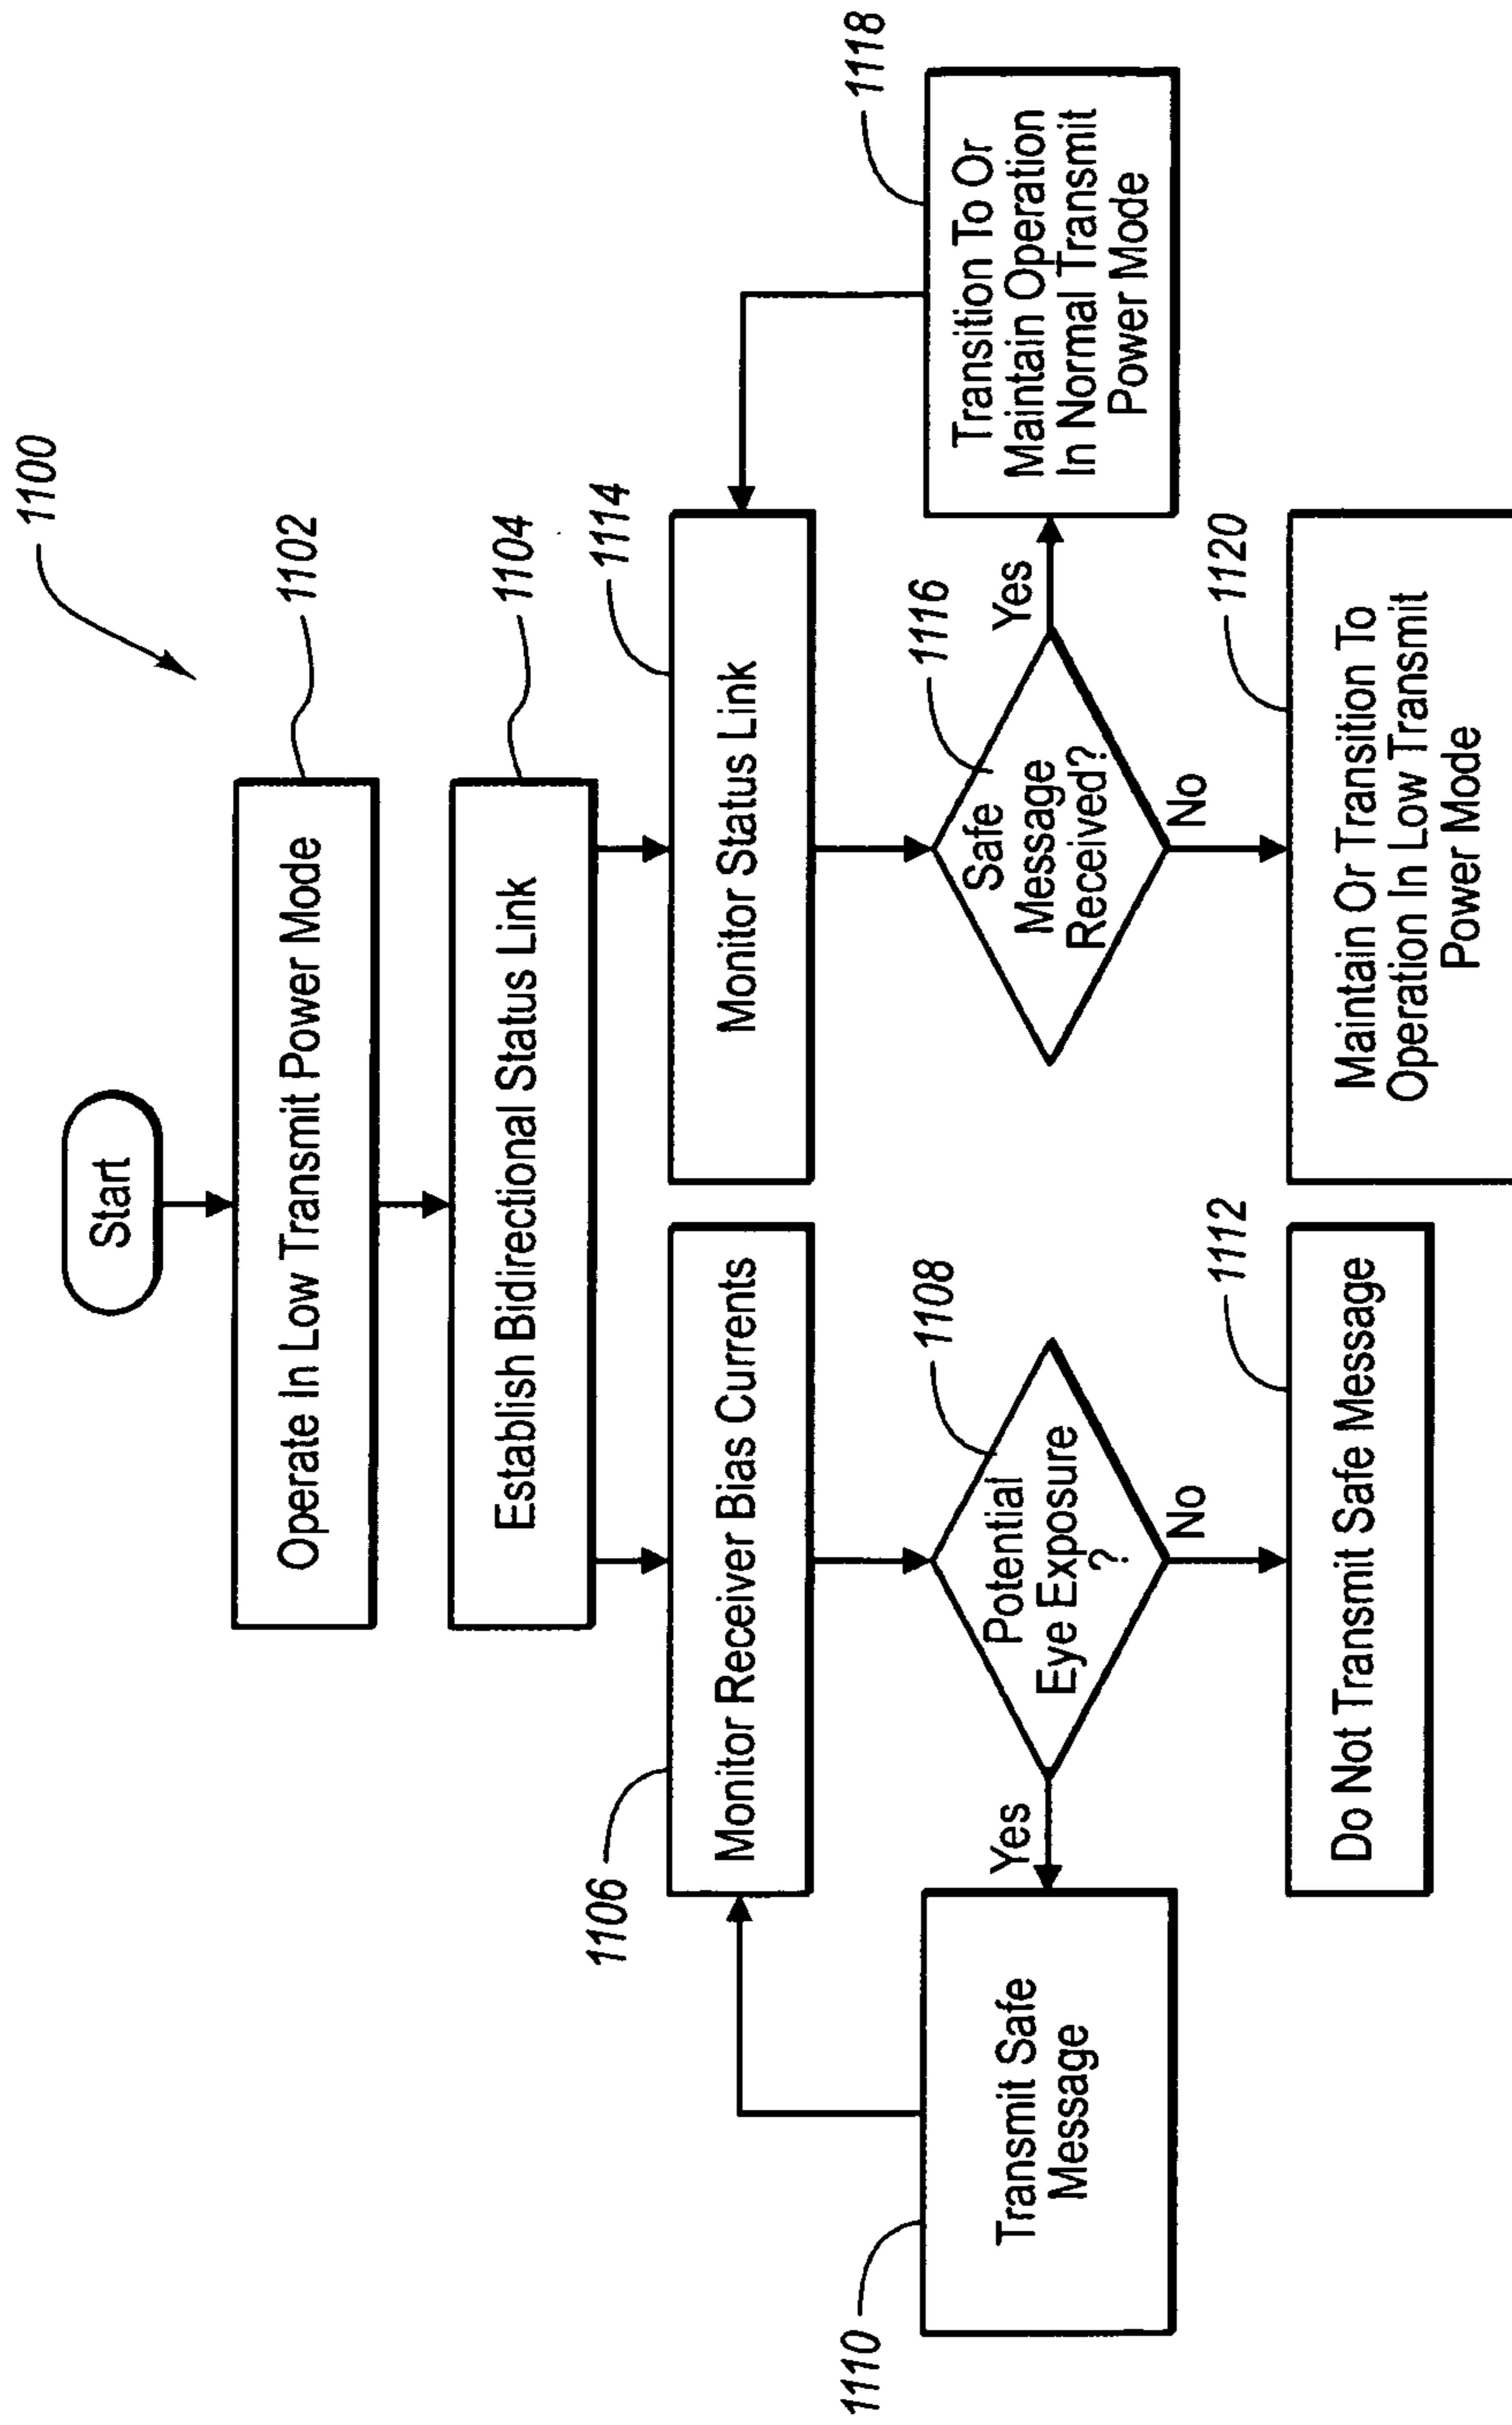 1100
Start
Operate In Low Transmit Power Mode
1102
Establish Bidirectional Status Link
1104
1106
Monitor Receiver Bias Currents
Monitor Status Link
1114
1110
Transmit Safe
Message
Yes
Potential
Eye Exposure
?
1108
No
Safe
Message
Received?
1116
Yes
No
Transition To Or
Maintain Operation
In Normal Transmit
Power Mode
1118
Do Not Transmit Safe Message
1112
Maintain Or Transition To
Operation In Low Transmit
Power Mode
1120